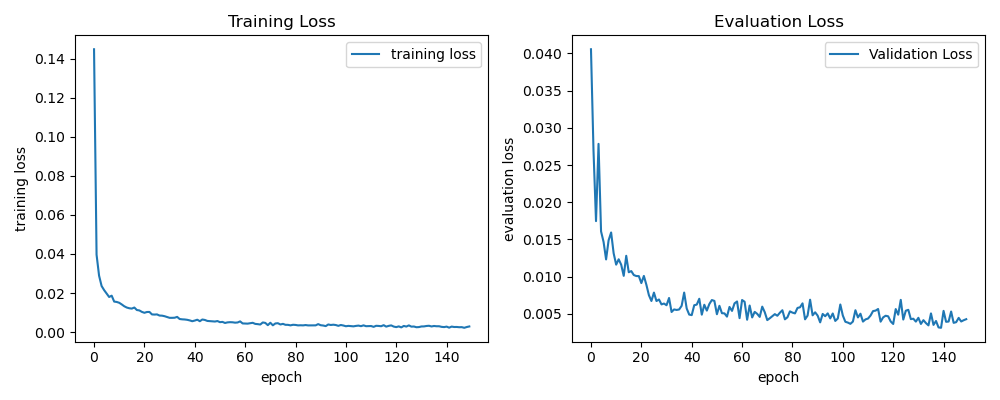 Training Loss
training loss
0.14
0.12
0.10
0.08
0.06
0.04
0.02
0.00
training loss
0 20 40 60 80 100 120 140
epoch
Evaluation Loss
Validation Loss
0.040
0.035
0.030
0.025
0.020
0.015
0.010
0.005
evaluation loss
0 20 40 60 80 100 120 140
epoch